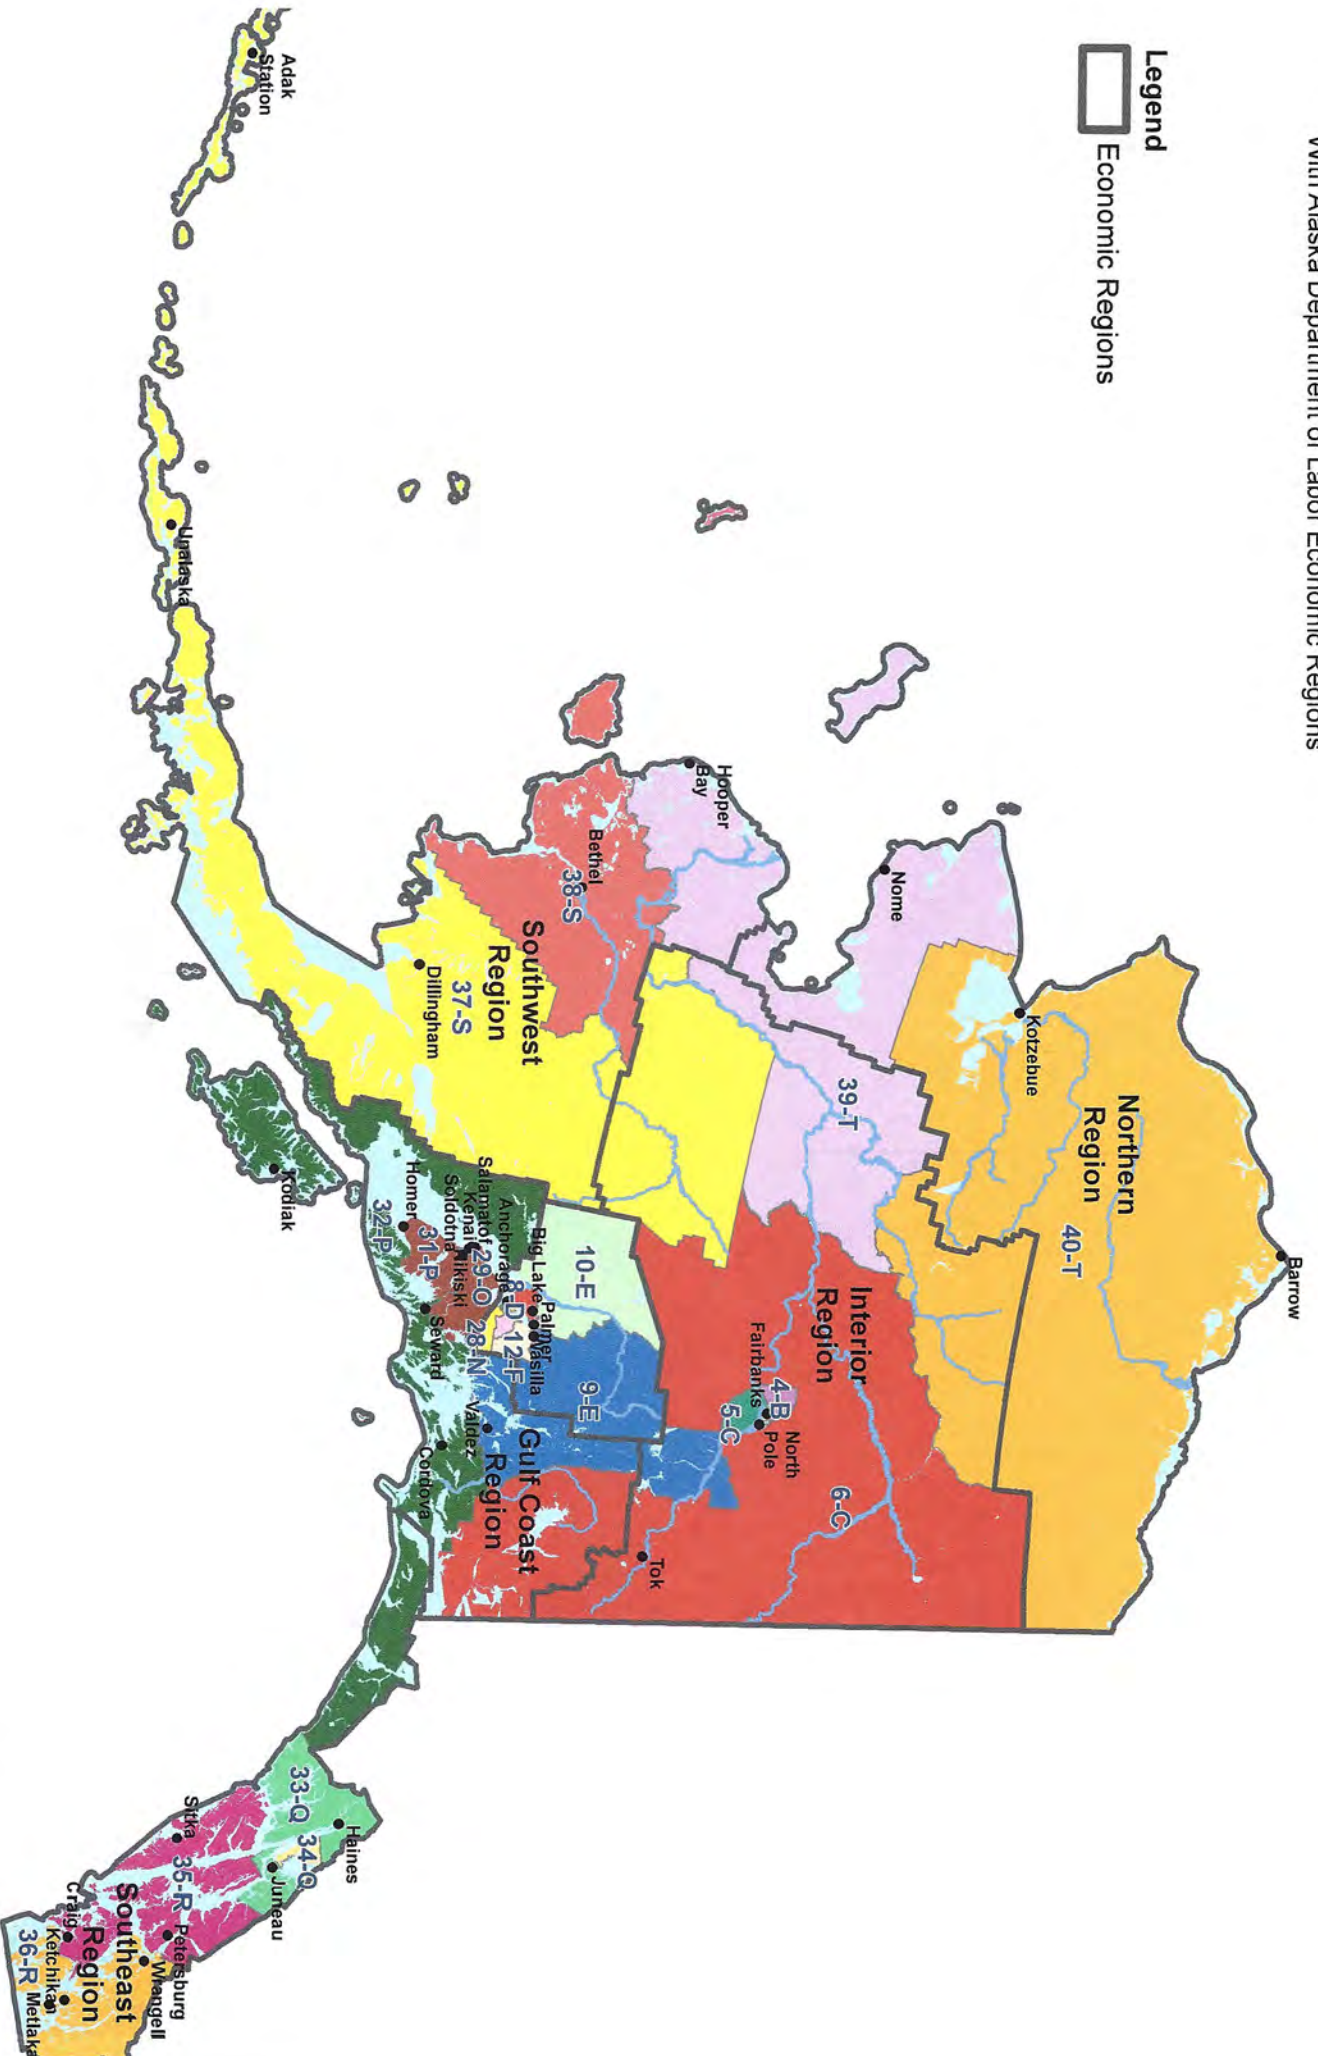 With Alaska Department of Labor Economic Regions
Legend
Economic Regions
Adak
Station
Unalaska
Barrow
Northern
Region
40-T
Kotzebue
Nome
39-T
Hooper
Bay
Interior
Region
4-B
Fairbanks
North
Pole
5-C
6-C
Tok
Bethel
38-S
Southwest
Region
37-S
Dillingham
10-E
9-E
Big Lake
Palmer
Wasilla
Anchorage
8-D
12-F
Salamatof
Kenai
Soldotna
Nikiski
29-O
28-N
31-P
Homer
32-P
Seward
Kodiak
Valdez
Gulf Coast
Region
Cordova
33-Q
34-Q
Haines
Juneau
Sitka
35-R
Petersburg
Wrangell
Southeast
Region
Craig
Ketchikan
36-R